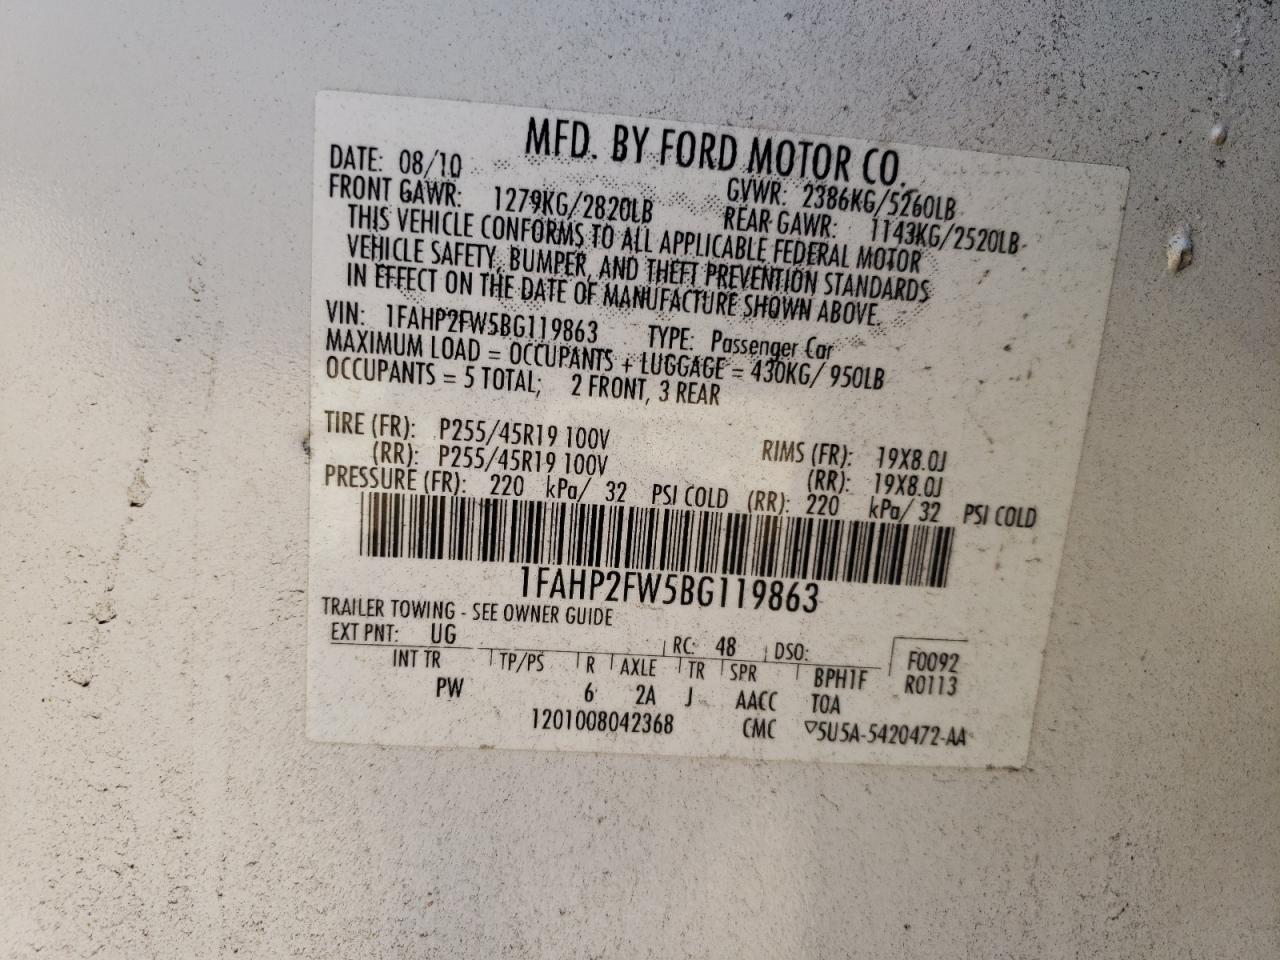 MFD. BY FORD MOTOR CO.
DATE: 08/10 GVWR: 2386KG/5260LB
FRONT GAWR: 1279KG/2820LB REAR GAWR: 1143KG/2520LB
THIS VEHICLE CONFORMS TO ALL APPLICABLE FEDERAL MOTOR
VEHICLE SAFETY, BUMPER, AND THEFT PREVENTION STANDARDS
IN EFFECT ON THE DATE OF MANUFACTURE SHOWN ABOVE.
VIN: 1FAHP2FW5BG119863 TYPE: Passenger Car
MAXIMUM LOAD = OCCUPANTS + LUGGAGE = 430KG/ 950LB
OCCUPANTS = 5 TOTAL; 2 FRONT, 3 REAR
TIRE (FR): P255/45R19 100V RIMS (FR): 19X8.0J
(RR): P255/45R19 100V (RR): 19X8.0J
PRESSURE (FR): 220 kPa/ 32 PSI COLD (RR): 220 kPa/ 32 PSI COLD
1FAHP2FW5BG119863
TRAILER TOWING - SEE OWNER GUIDE
EXT PNT: UG RC: 48 DSO: F0092
INT TR TP/PS R AXLE TR SPR BPH1F R0113
PW 6 2A J AACC TOA
1201008042368 CMC ▽5U5A-5420472-AA